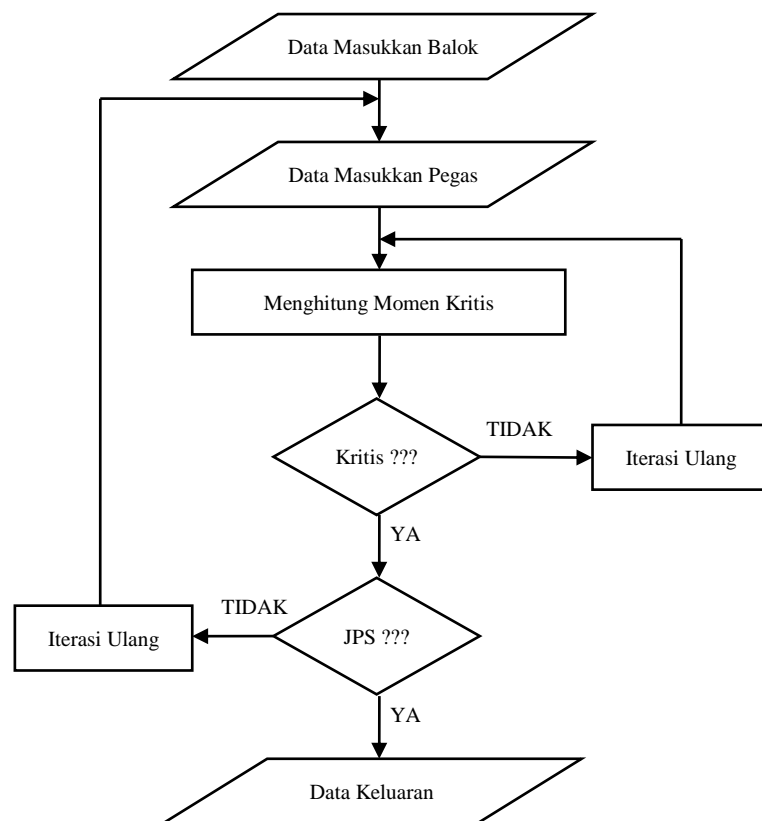 Data Masukkan Balok
Data Masukkan Pegas
Menghitung Momen Kritis
Kritis ???
TIDAK
Iterasi Ulang
YA
JPS ???
TIDAK
Iterasi Ulang
YA
Data Keluaran